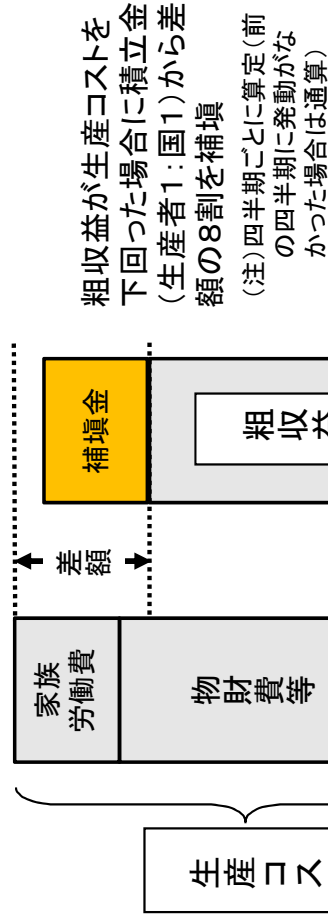 粗収益が生産コストを
下回った場合に積立金
(生産者1:国1)から差
額の8割を補塡
(注)四半期ごとに算定(前
の四半期に発動がな
かった場合は通算)
補塡金
粗収益
差額
家族
労働費
物財費等
生産コス